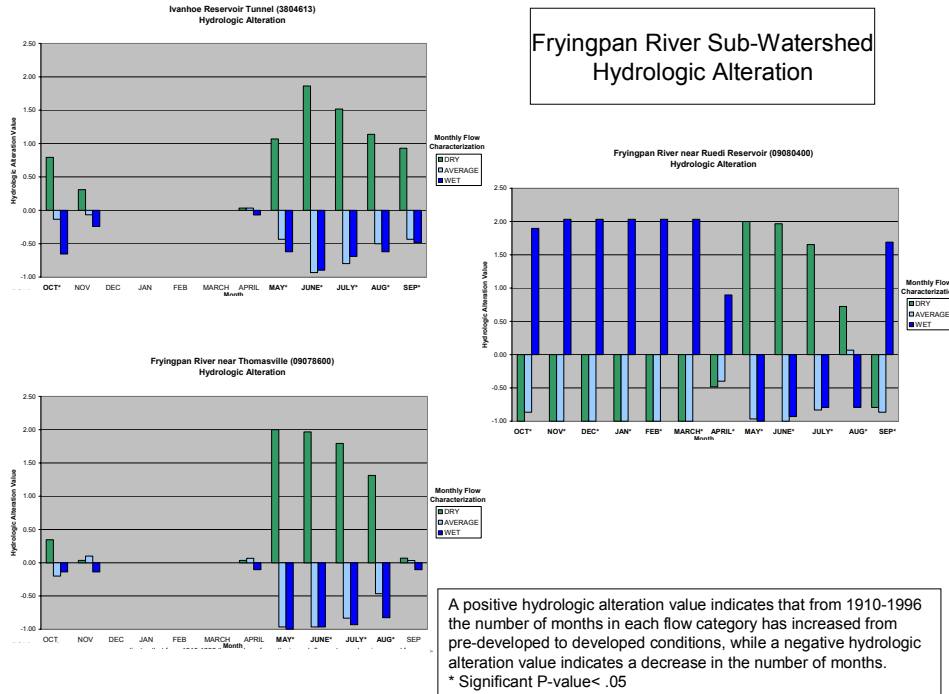 Ivanhoe Reservoir Tunnel (3804613)
Hydrologic Alteration
2.50
2.00
1.50
1.00
0.50
0.00
-0.50
-1.00
Hydrologic Alteration Value
OCT* NOV DEC JAN FEB MARCH APRIL MAY* JUNE* JULY* AUG* SEP*
Month
Monthly Flow
Characterization
DRY
AVERAGE
WET
Fryingpan River Sub-Watershed
Hydrologic Alteration
Fryingpan River near Ruedi Reservoir (09080400)
Hydrologic Alteration
2.50
2.00
1.50
1.00
0.50
0.00
-0.50
-1.00
Hydrologic Alteration Value
OCT* NOV* DEC* JAN* FEB* MARCH* APRIL* MAY* JUNE* JULY* AUG* SEP*
Month
Monthly Flow
Characterizatio
DRY
AVERAGE
WET
Fryingpan River near Thomasville (09078600)
Hydrologic Alteration
2.50
2.00
1.50
1.00
0.50
0.00
-0.50
-1.00
Hydrologic Alteration Value
OCT NOV DEC JAN FEB MARCH APRIL MAY* JUNE* JULY* AUG* SEP
Month
Monthly Flow
Characterization
DRY
AVERAGE
WET
A positive hydrologic alteration value indicates that from 1910-1996
the number of months in each flow category has increased from
pre-developed to developed conditions, while a negative hydrologic
alteration value indicates a decrease in the number of months.
* Significant P-value< .05